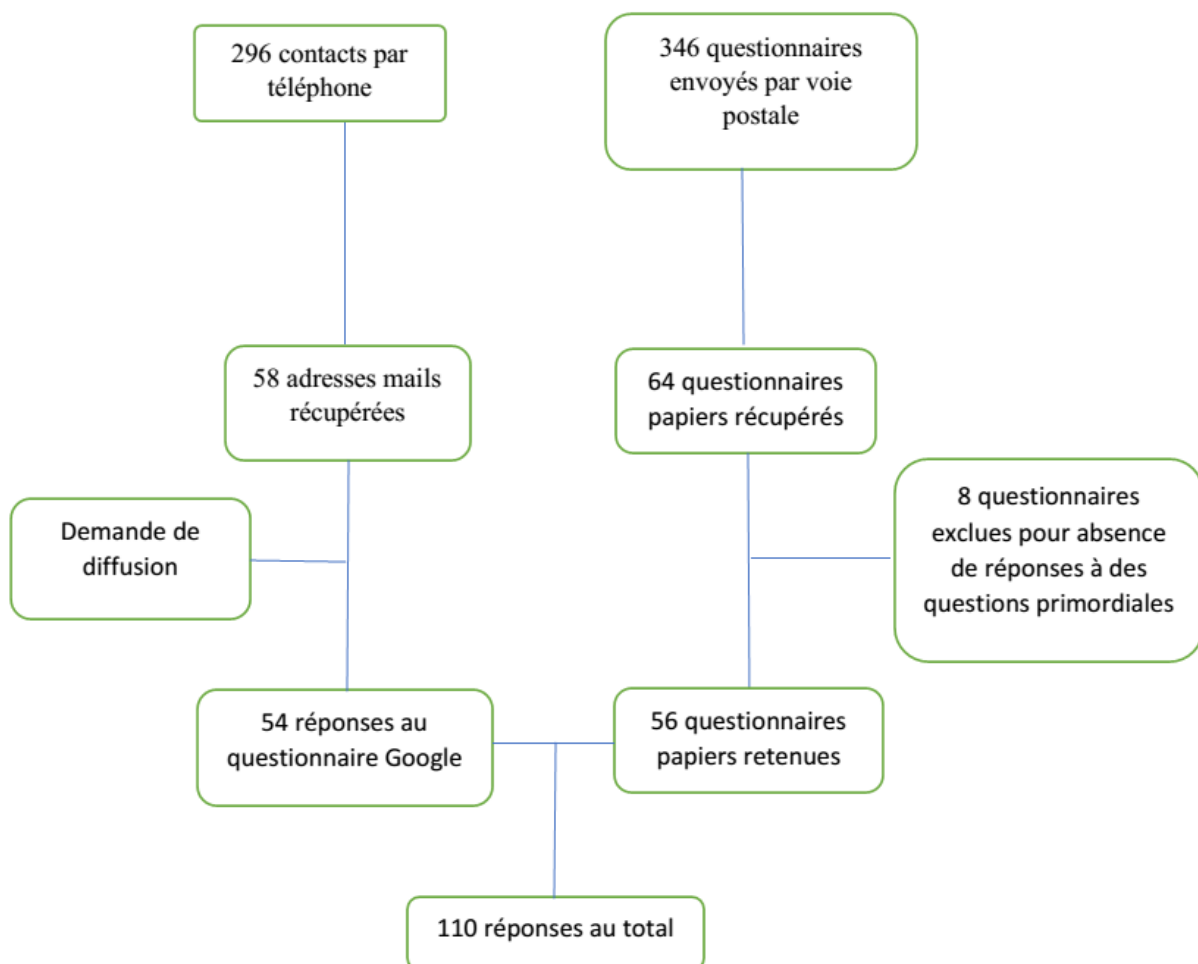 296 contacts par
téléphone
346 questionnaires
envoyés par voie
postale
58 adresses mails
récupérées
64 questionnaires
papiers récupérés
Demande de
diffusion
8 questionnaires
exclues pour absence
de réponses à des
questions primordiales
54 réponses au
questionnaire Google
56 questionnaires
papiers retenues
110 réponses au total